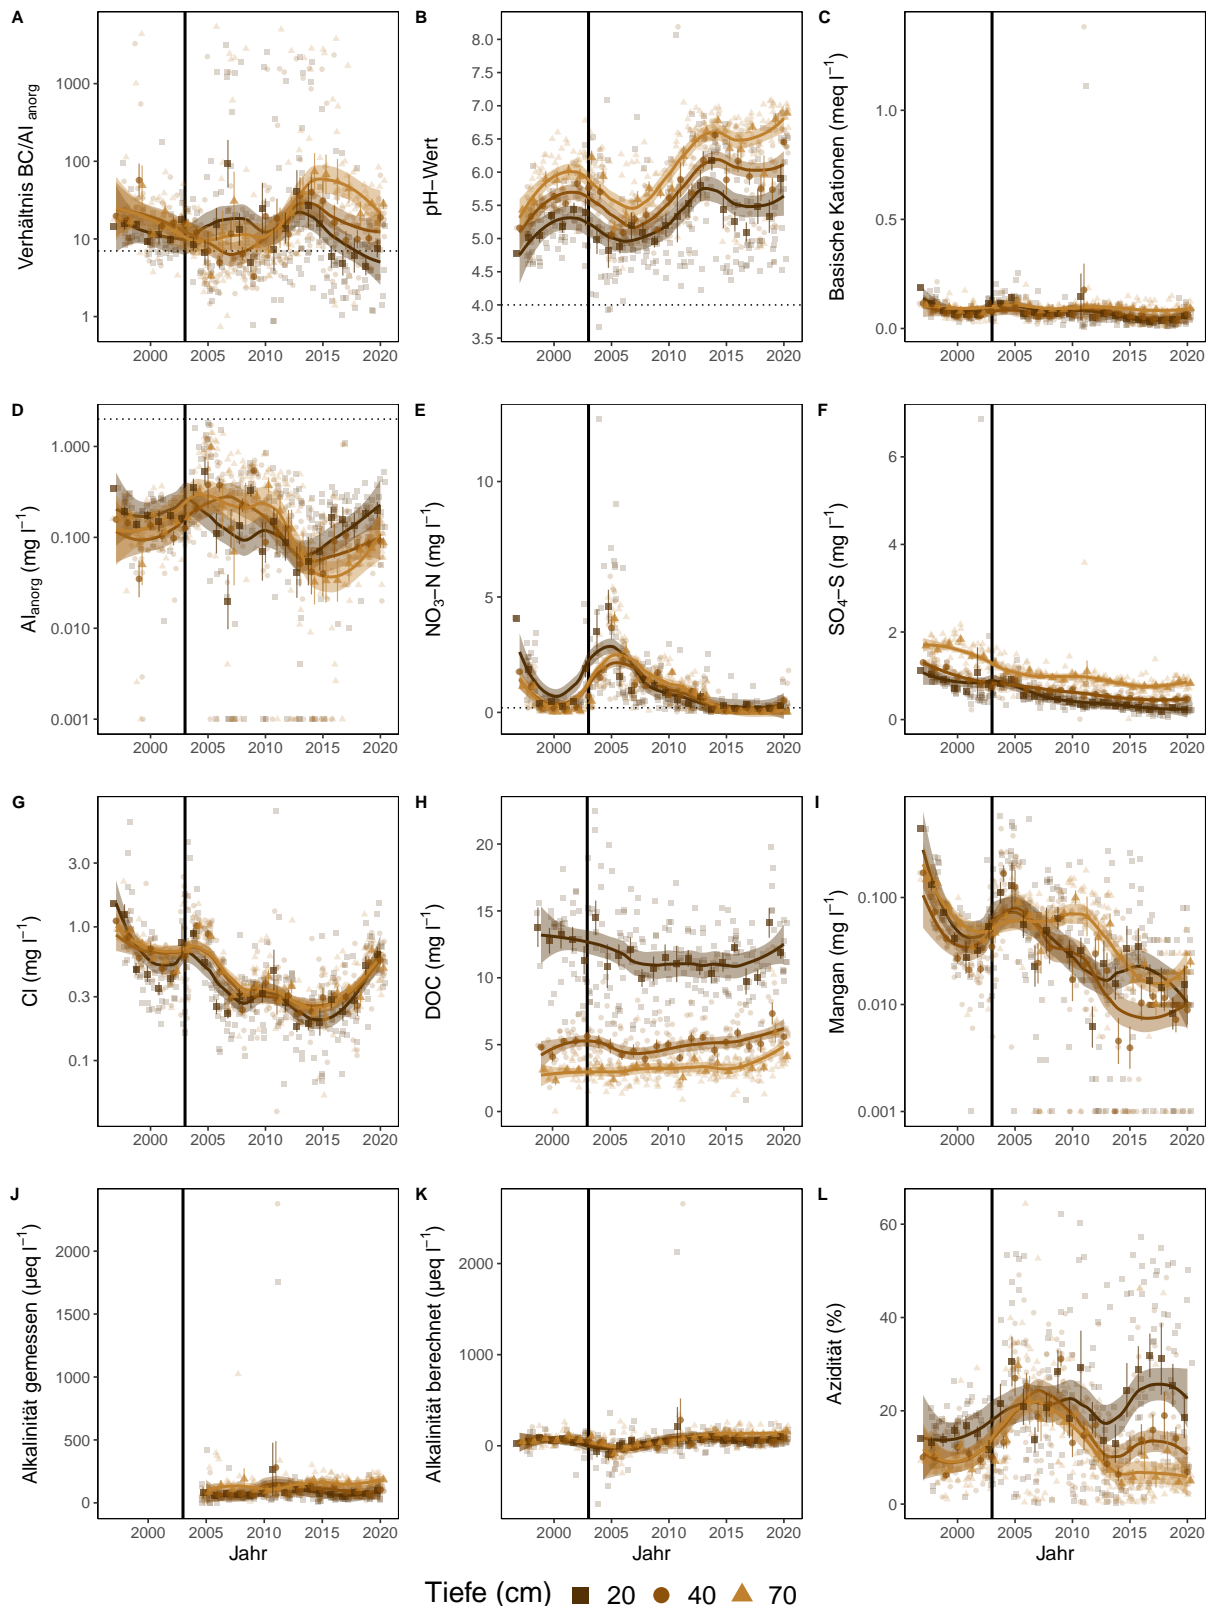 A
Verhältnis BC/Al anorg
1000
100
10
1
2000 2005 2010 2015 2020
B
pH−Wert
8.0
7.5
7.0
6.5
6.0
5.5
5.0
4.5
4.0
3.5
2000 2005 2010 2015 2020
C
Basische Kationen (meq l−1)
1.0
0.5
0.0
2000 2005 2010 2015 2020
D
Alanorg (mg l−1)
1.000
0.100
0.010
0.001
2000 2005 2010 2015 2020
E
NO3−N (mg l−1)
10
5
0
2000 2005 2010 2015 2020
F
SO4−S (mg l−1)
6
4
2
0
2000 2005 2010 2015 2020
G
Cl (mg l−1)
3.0
1.0
0.3
0.1
2000 2005 2010 2015 2020
H
DOC (mg l−1)
20
15
10
5
0
2000 2005 2010 2015 2020
I
Mangan (mg l−1)
0.100
0.010
0.001
2000 2005 2010 2015 2020
J
Alkalinität gemessen (µeq l−1)
2000
1500
1000
500
0
2000 2005 2010 2015 2020
Jahr
K
Alkalinität berechnet (µeq l−1)
2000
1000
0
2000 2005 2010 2015 2020
Jahr
L
Azidität (%)
60
40
20
0
2000 2005 2010 2015 2020
Jahr
Tiefe (cm) 20 40 70